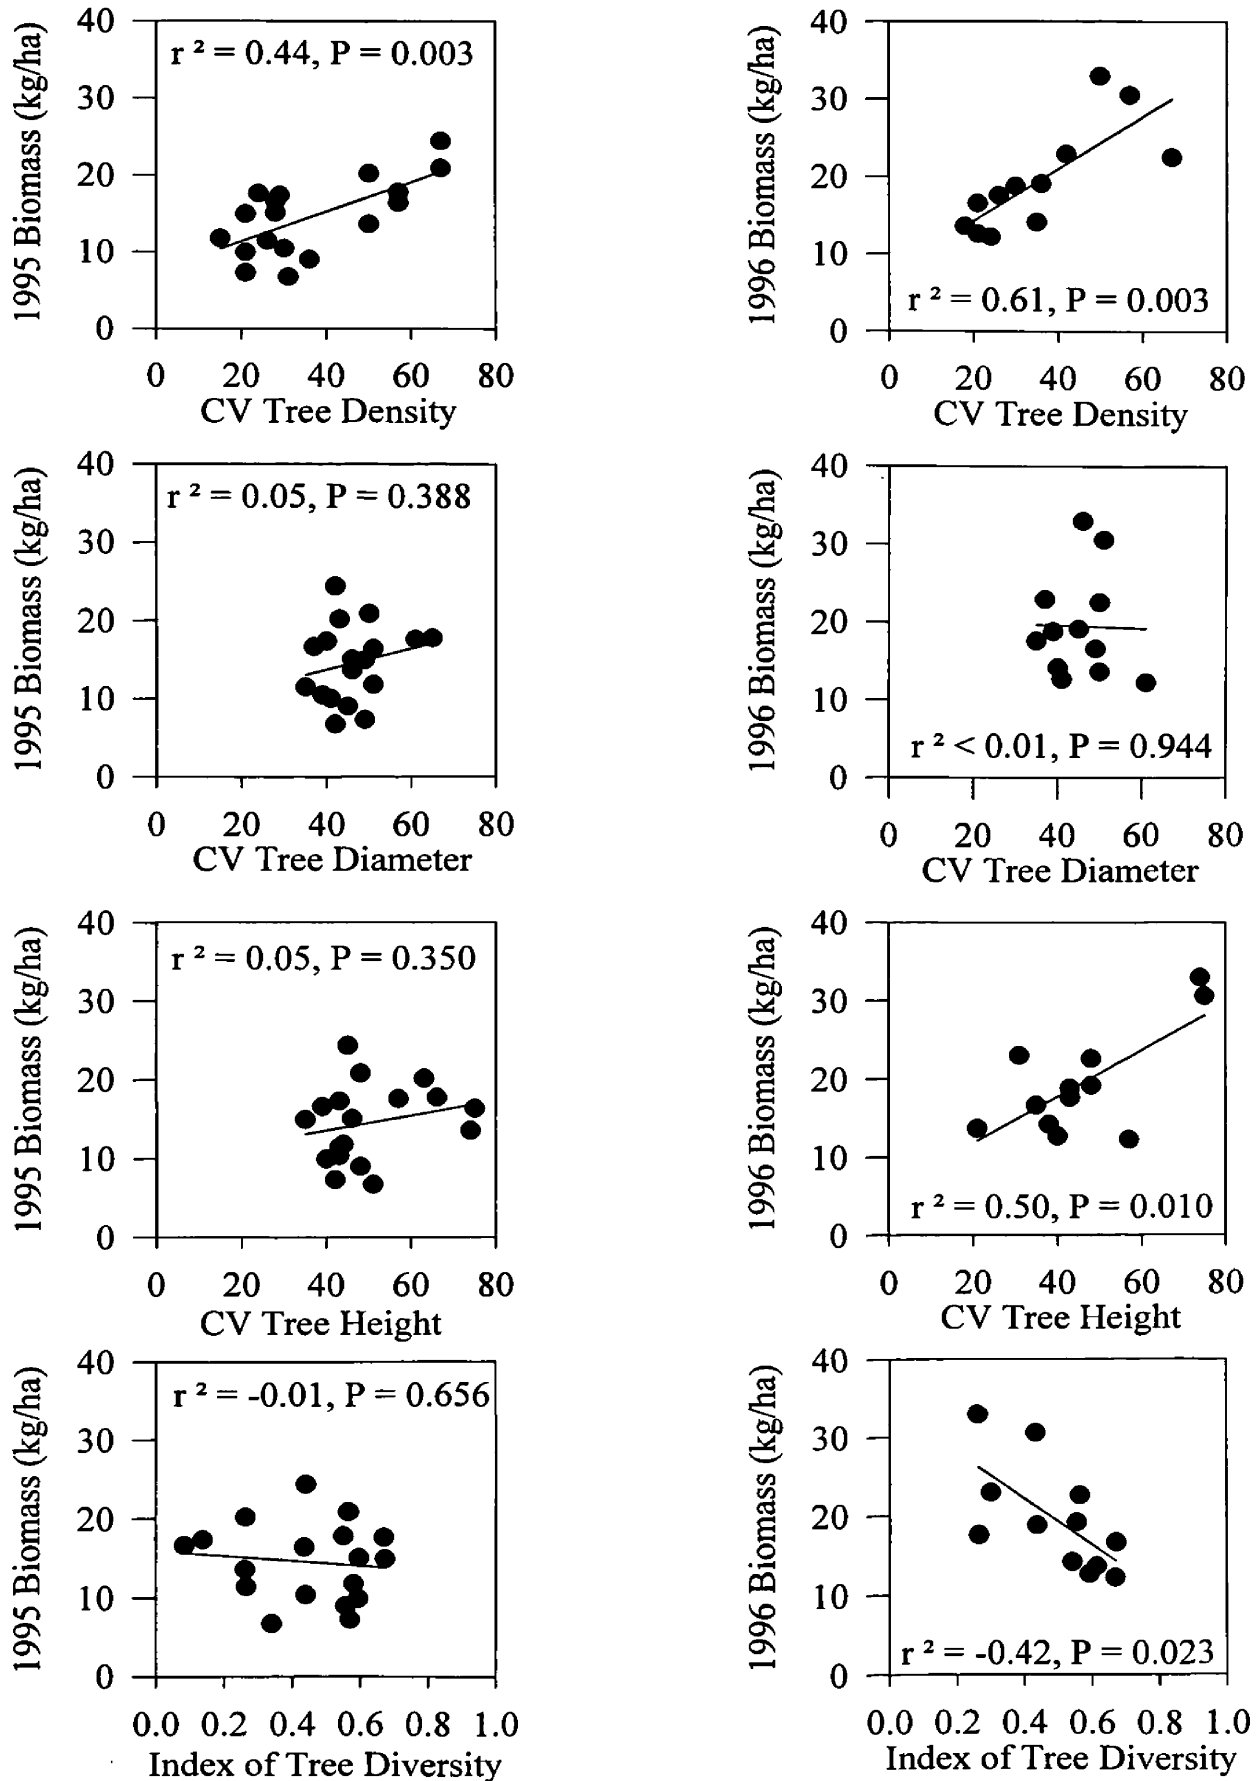 1995 Biomass (kg/ha)
40
30
20
10
0
r ² = 0.44, P = 0.003
0 20 40 60 80
CV Tree Density
1996 Biomass (kg/ha)
40
30
20
10
0
r ² = 0.61, P = 0.003
0 20 40 60 80
CV Tree Density
1995 Biomass (kg/ha)
40
30
20
10
0
r ² = 0.05, P = 0.388
0 20 40 60 80
CV Tree Diameter
1996 Biomass (kg/ha)
40
30
20
10
0
r ² < 0.01, P = 0.944
0 20 40 60 80
CV Tree Diameter
1995 Biomass (kg/ha)
40
30
20
10
0
r ² = 0.05, P = 0.350
0 20 40 60 80
CV Tree Height
1996 Biomass (kg/ha)
40
30
20
10
0
r ² = 0.50, P = 0.010
0 20 40 60 80
CV Tree Height
1995 Biomass (kg/ha)
40
30
20
10
0
r ² = -0.01, P = 0.656
0.0 0.2 0.4 0.6 0.8 1.0
Index of Tree Diversity
1996 Biomass (kg/ha)
40
30
20
10
0
r ² = -0.42, P = 0.023
0.0 0.2 0.4 0.6 0.8 1.0
Index of Tree Diversity